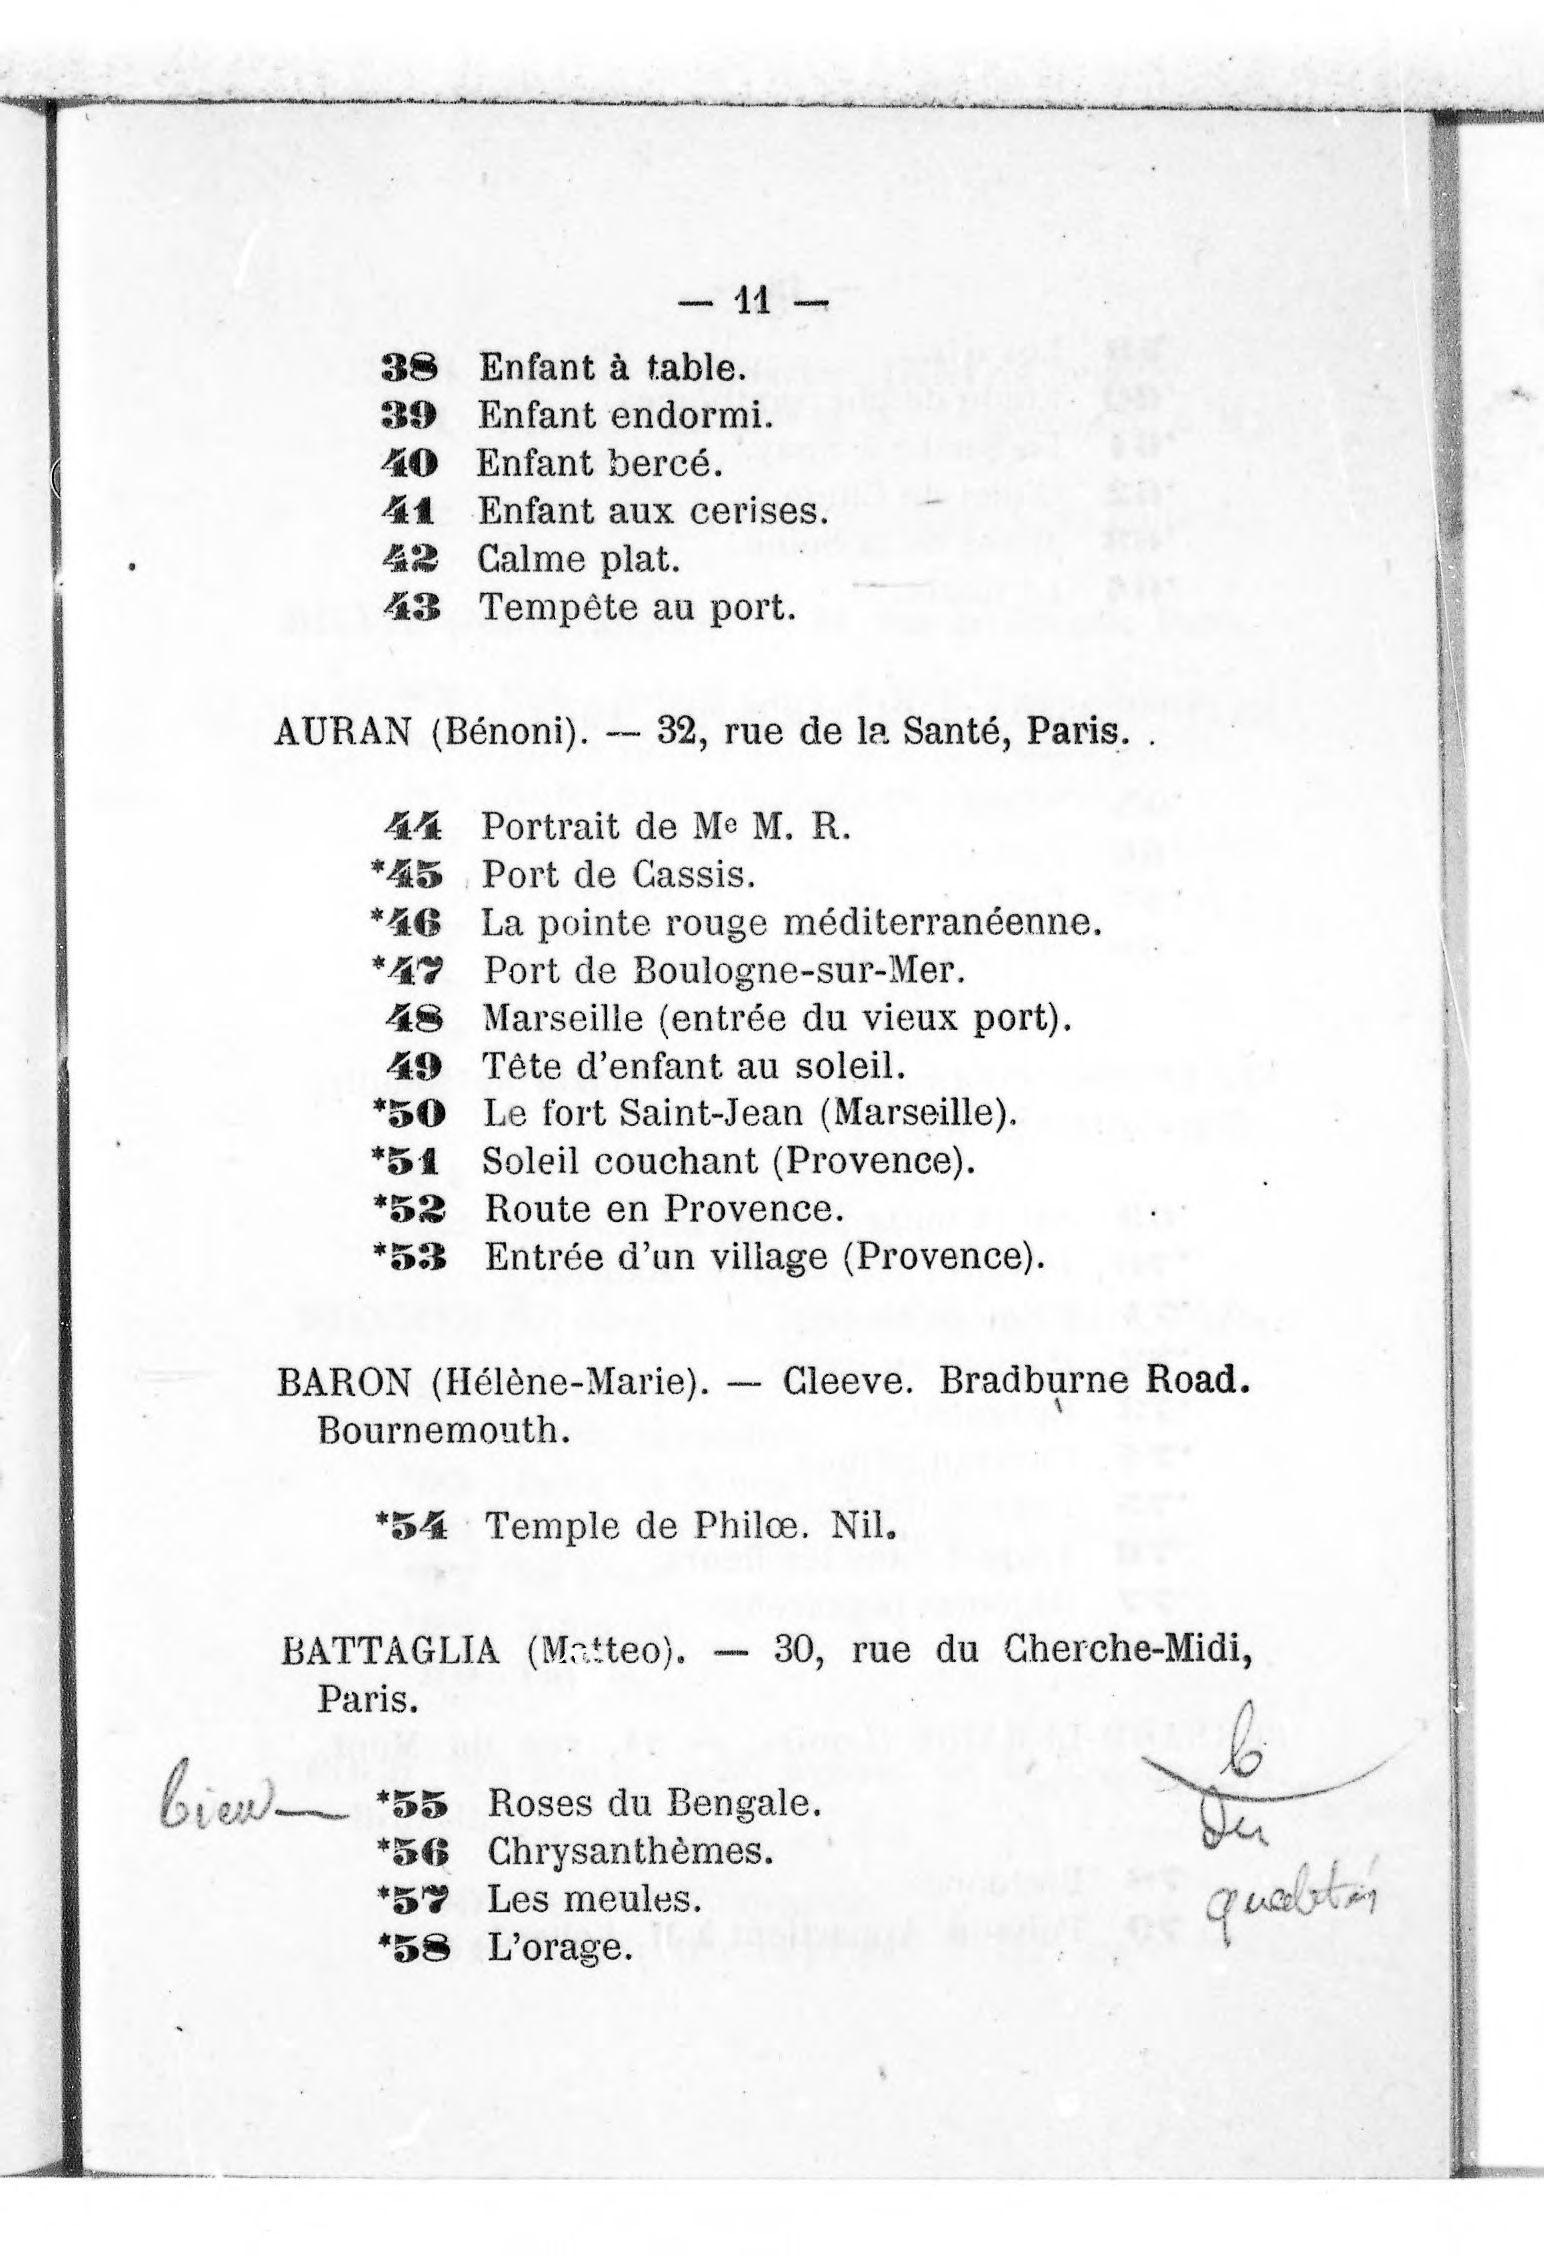 — 11 —
38 Enfant à table.
39 Enfant endormi.
40 Enfant bercé.
41 Enfant aux cerises.
42 Calme plat.
43 Tempête au port.
AURAN (Bénoni). — 32, rue de la Santé, Paris.
44 Portrait de Me M. R.
*45 Port de Cassis.
*46 La pointe rouge méditerranéenne.
*47 Port de Boulogne-sur-Mer.
48 Marseille (entrée du vieux port).
49 Tête d'enfant au soleil.
*50 Le fort Saint-Jean (Marseille).
*51 Soleil couchant (Provence).
*52 Route en Provence.
*53 Entrée d'un village (Provence).
BARON (Hélène-Marie). — Cleeve. Bradburne Road.
Bournemouth.
*54 Temple de Philœ. Nil.
BATTAGLIA (Matteo). — 30, rue du Cherche-Midi,
Paris.
b
bien — *55 Roses du Bengale.
*56 Chrysanthèmes.
*57 Les meules.
*58 L'orage.